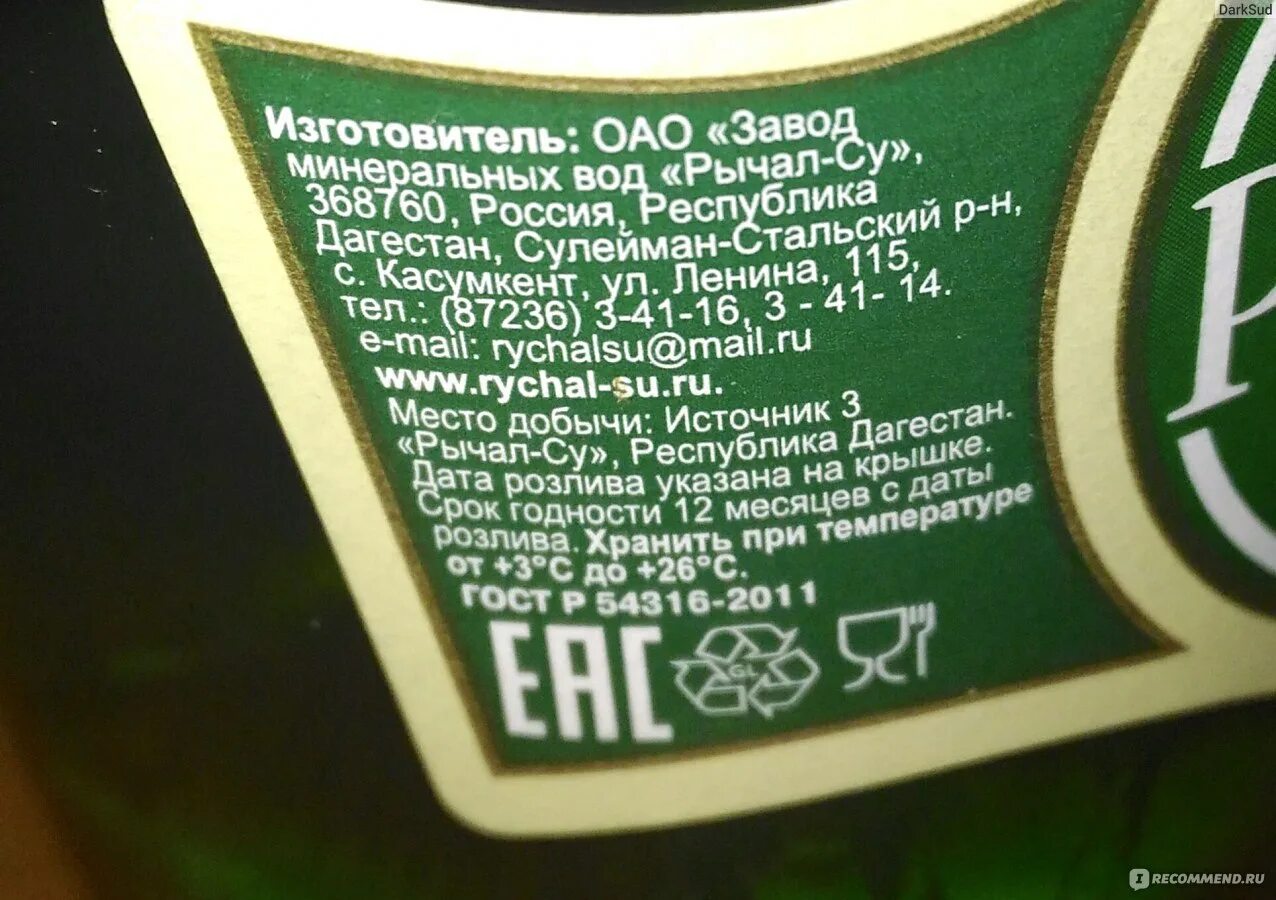 DarkSud
Изготовитель: ОАО «Завод
минеральных вод «Рычал-Су»,
368760, Россия, Республика
Дагестан, Сулейман-Стальский р-н,
с. Касумкент, ул. Ленина, 115,
тел.: (87236) 3-41-16, 3 - 41- 14.
e-mail: rychalsu@mail.ru
www.rychal-su.ru.
Место добычи: Источник 3
«Рычал-Су», Республика Дагестан.
Дата розлива указана на крышке.
Срок годности 12 месяцев с даты
розлива. Хранить при температуре
от +3°С до +26°С.
ГОСТ Р 54316-2011
ЕАС
GL
Р
IRECOMMEND.RU